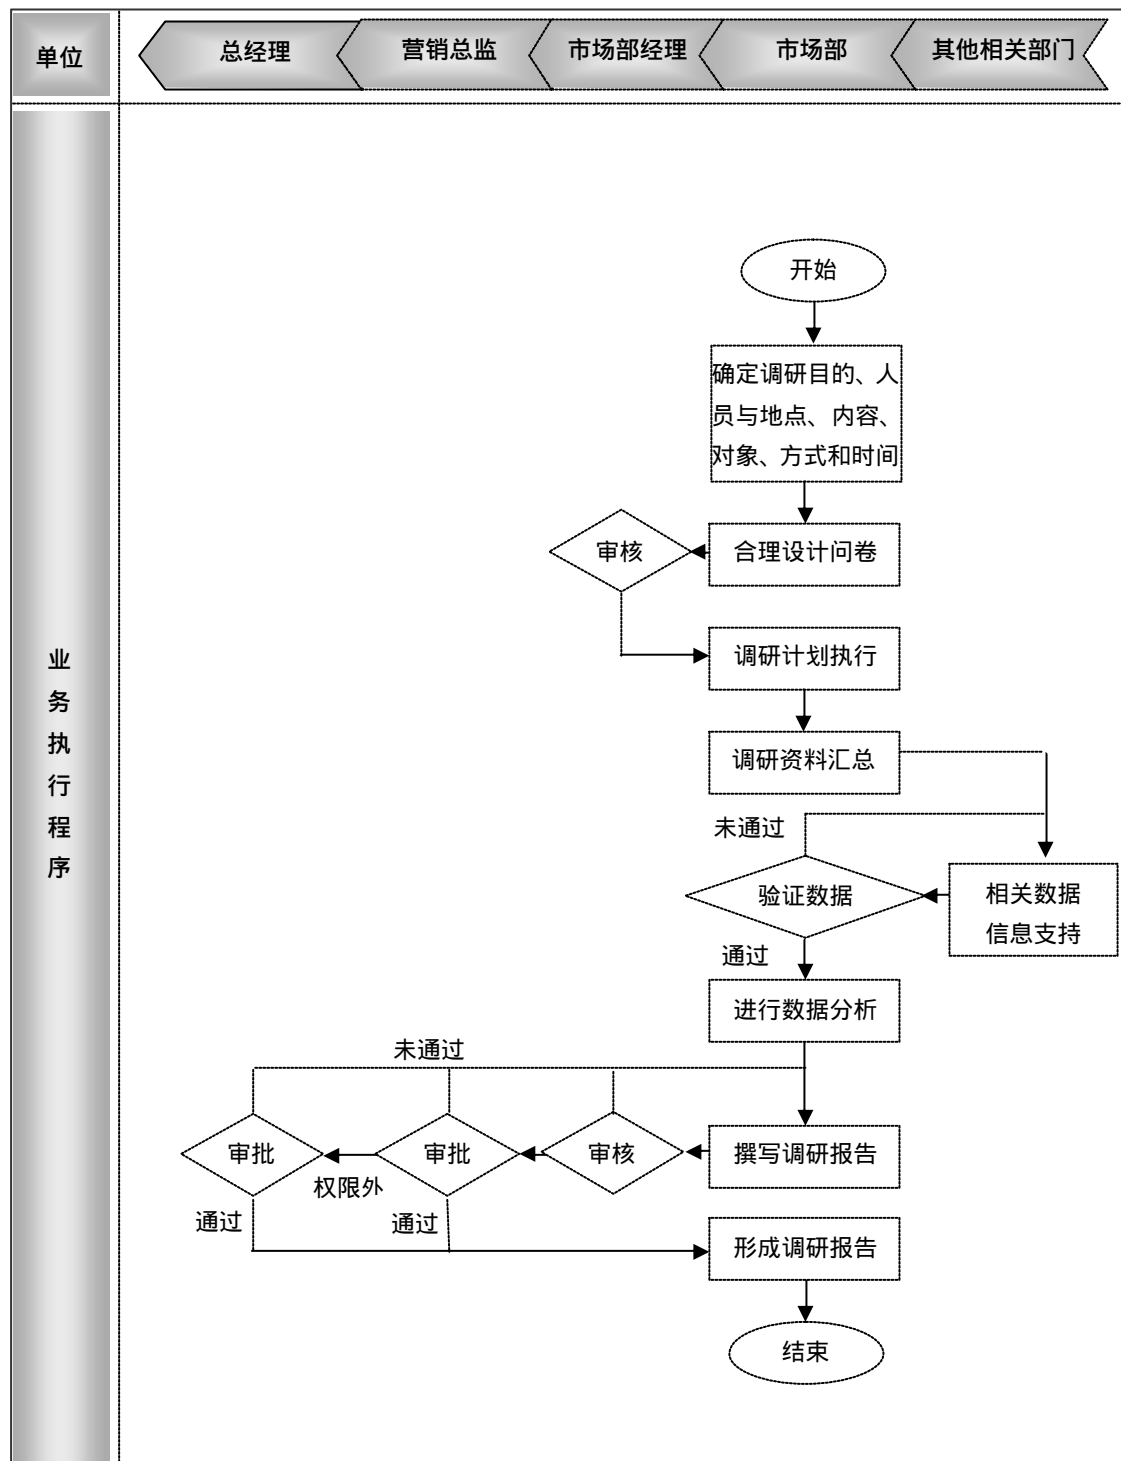 单位
总经理
营销总监
市场部经理
市场部
其他相关部门
业
务
执
行
程
序
开始
确定调研目的、人
员与地点、内容、
对象、方式和时间
审核
合理设计问卷
调研计划执行
调研资料汇总
未通过
验证数据
相关数据
信息支持
通过
进行数据分析
未通过
审批
审批
审核
撰写调研报告
权限外
通过
通过
形成调研报告
结束